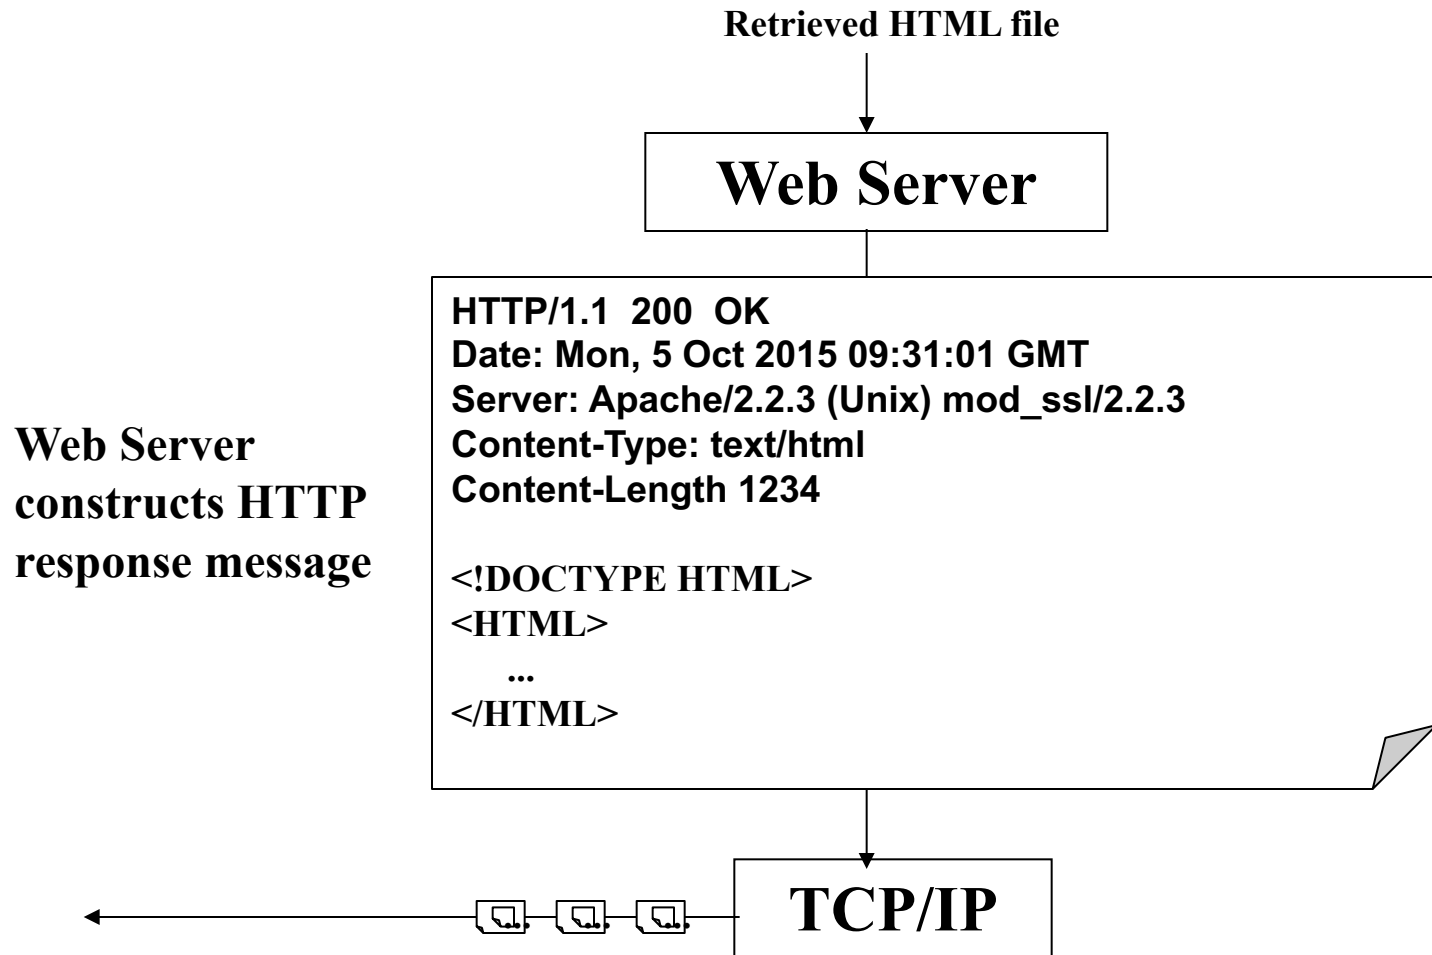 Retrieved HTML file
Web Server
HTTP/1.1 200 OK
Date: Mon, 5 Oct 2015 09:31:01 GMT
Server: Apache/2.2.3 (Unix) mod_ssl/2.2.3
Content-Type: text/html
Content-Length 1234
Web Server
constructs HTTP
response message
<!DOCTYPE HTML>
<HTML>
...
</HTML>
TCP/IP